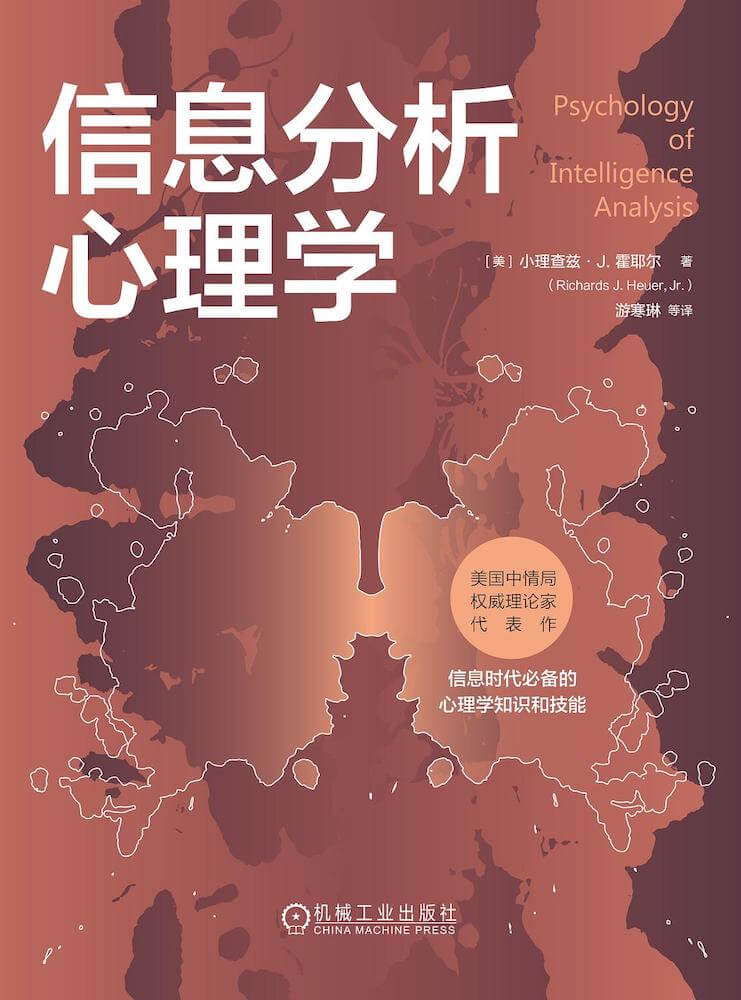 信息分析
心理学
Psychology
of
Intelligence
Analysis
[美] 小理查兹·J. 霍耶尔 著
(Richards J. Heuer, Jr.)
游寒琳 等译
美国中情局
权威理论家
代表作
信息时代必备的
心理学知识和技能
机械工业出版社
CHINA MACHINE PRESS